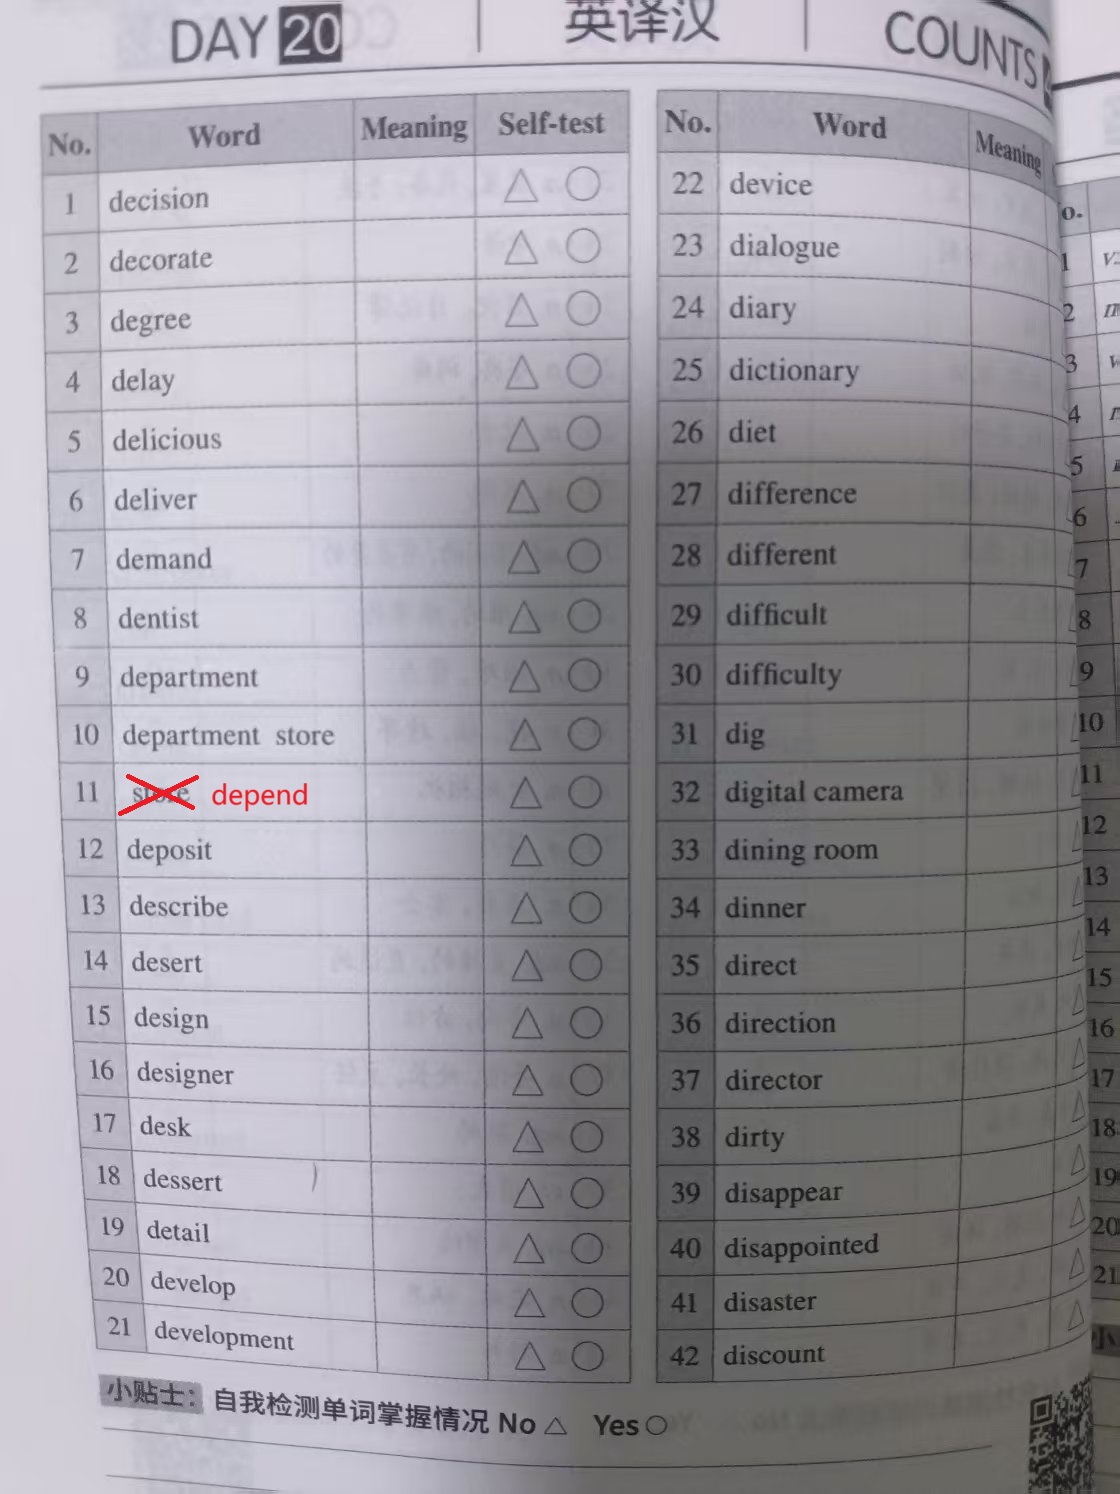 DAY 20
英译汉
COUNTS
No. Word Meaning Self-test
1 decision △ ○
2 decorate △ ○
3 degree △ ○
4 delay △ ○
5 delicious △ ○
6 deliver △ ○
7 demand △ ○
8 dentist △ ○
9 department △ ○
10 department store △ ○
11 store depend △ ○
12 deposit △ ○
13 describe △ ○
14 desert △ ○
15 design △ ○
16 designer △ ○
17 desk △ ○
18 dessert △ ○
19 detail △ ○
20 develop △ ○
21 development △ ○
No. Word Meaning
22 device
23 dialogue
24 diary
25 dictionary
26 diet
27 difference
28 different
29 difficult
30 difficulty
31 dig
32 digital camera
33 dining room
34 dinner
35 direct
36 direction
37 director
38 dirty
39 disappear
40 disappointed
41 disaster
42 discount
小贴士： 自我检测单词掌握情况 No △ Yes ○
o.
1
2
3
4
5
6
7
8
9
10
11
12
13
14
15
16
17
18
19
20
21
小